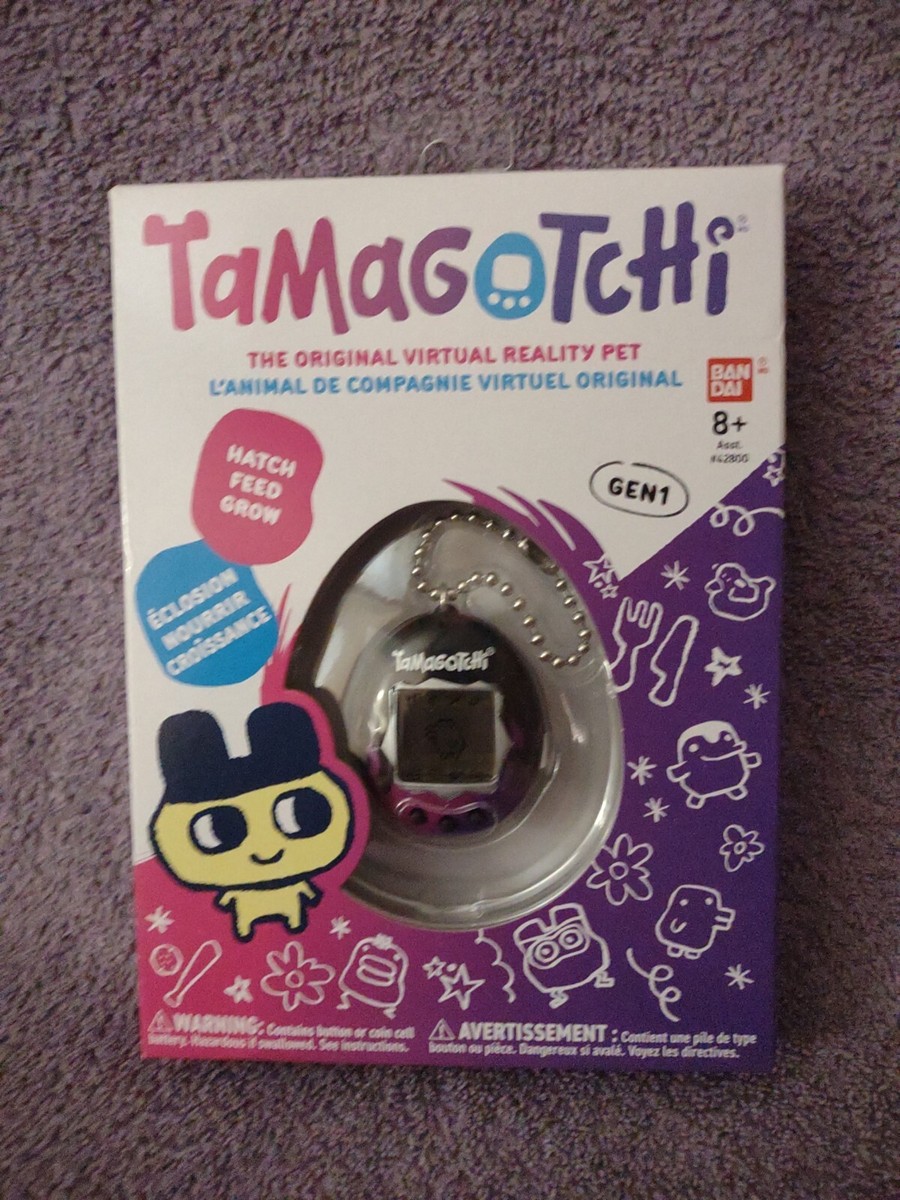 TaMaGOTcHi
THE ORIGINAL VIRTUAL REALITY PET
L'ANIMAL DE COMPAGNIE VIRTUEL ORIGINAL
BAN
DAI
8+
Asst.
#42800
HATCH
FEED
GROW
GEN1
ÉCLOSION
NOURRIR
CROISSANCE
TaMaGOTcHi
WARNING: Contains button or coin cell
battery. Hazardous if swallowed. See instructions.
AVERTISSEMENT : Contient une pile de type
bouton ou pièce. Dangereux si avalé. Voyez les directives.